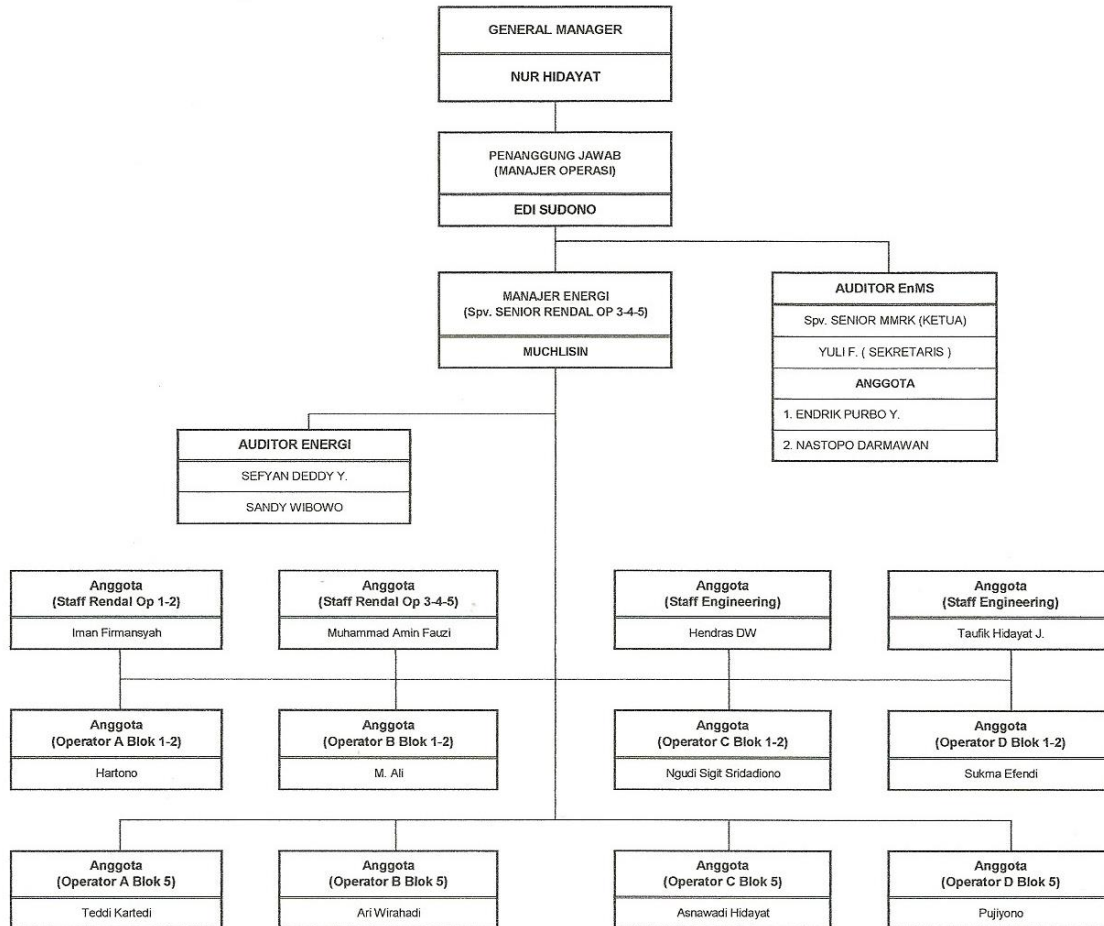 GENERAL MANAGER
NUR HIDAYAT
PENANGGUNG JAWAB
(MANAJER OPERASI)
EDI SUDONO
MANAJER ENERGI
(Spv. SENIOR RENDAL OP 3-4-5)
MUCHLISIN
AUDITOR EnMS
Spv. SENIOR MMRK (KETUA)
YULI F. ( SEKRETARIS )
ANGGOTA
1. ENDRIK PURBO Y.
2. NASTOPO DARMAWAN
AUDITOR ENERGI
SEFYAN DEDDY Y.
SANDY WIBOWO
Anggota
(Staff Rendal Op 1-2)
Iman Firmansyah
Anggota
(Staff Rendal Op 3-4-5)
Muhammad Amin Fauzi
Anggota
(Staff Engineering)
Hendras DW
Anggota
(Staff Engineering)
Taufik Hidayat J.
Anggota
(Operator A Blok 1-2)
Hartono
Anggota
(Operator B Blok 1-2)
M. Ali
Anggota
(Operator C Blok 1-2)
Ngudi Sigit Sridadiono
Anggota
(Operator D Blok 1-2)
Sukma Efendi
Anggota
(Operator A Blok 5)
Teddi Kartedi
Anggota
(Operator B Blok 5)
Ari Wirahadi
Anggota
(Operator C Blok 5)
Asnawadi Hidayat
Anggota
(Operator D Blok 5)
Pujiyono